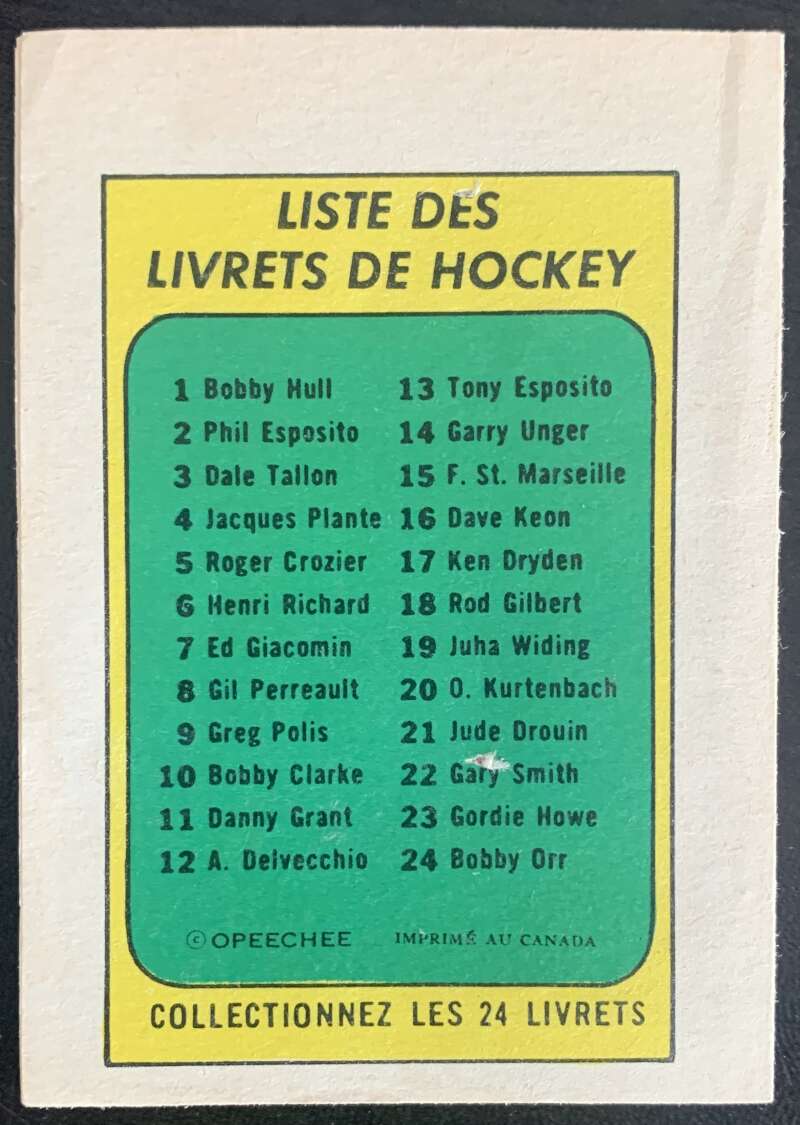 LISTE DES
LIVRETS DE HOCKEY
1 Bobby Hull
2 Phil Esposito
3 Dale Tallon
4 Jacques Plante
5 Roger Crozier
6 Henri Richard
7 Ed Giacomin
8 Gil Perreault
9 Greg Polis
10 Bobby Clarke
11 Danny Grant
12 A. Delvecchio
13 Tony Esposito
14 Garry Unger
15 F. St. Marseille
16 Dave Keon
17 Ken Dryden
18 Rod Gilbert
19 Juha Widing
20 O. Kurtenbach
21 Jude Drouin
22 Gary Smith
23 Gordie Howe
24 Bobby Orr
© OPEECHEE IMPRIMÉ AU CANADA
COLLECTIONNEZ LES 24 LIVRETS